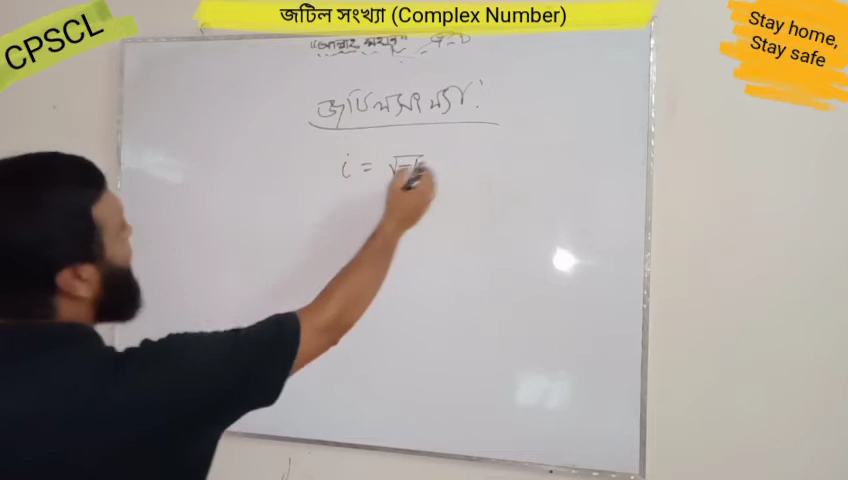 জটিল সংখ্যা (Complex Number)
CPSCL
Stay home,
Stay safe
জটিলসংখ্যা:
i = √-1